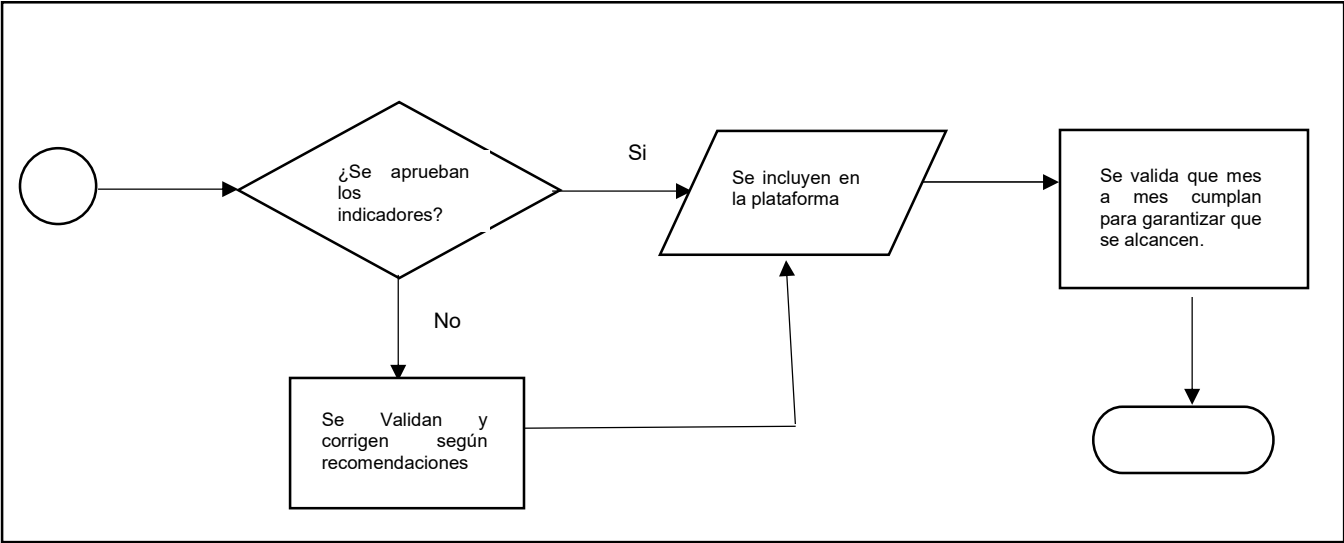 ¿Se aprueban
los
indicadores?
Si
Se incluyen en
la plataforma
Se valida que mes
a mes cumplan
para garantizar que
se alcancen.
No
Se Validan y
corrigen según
recomendaciones